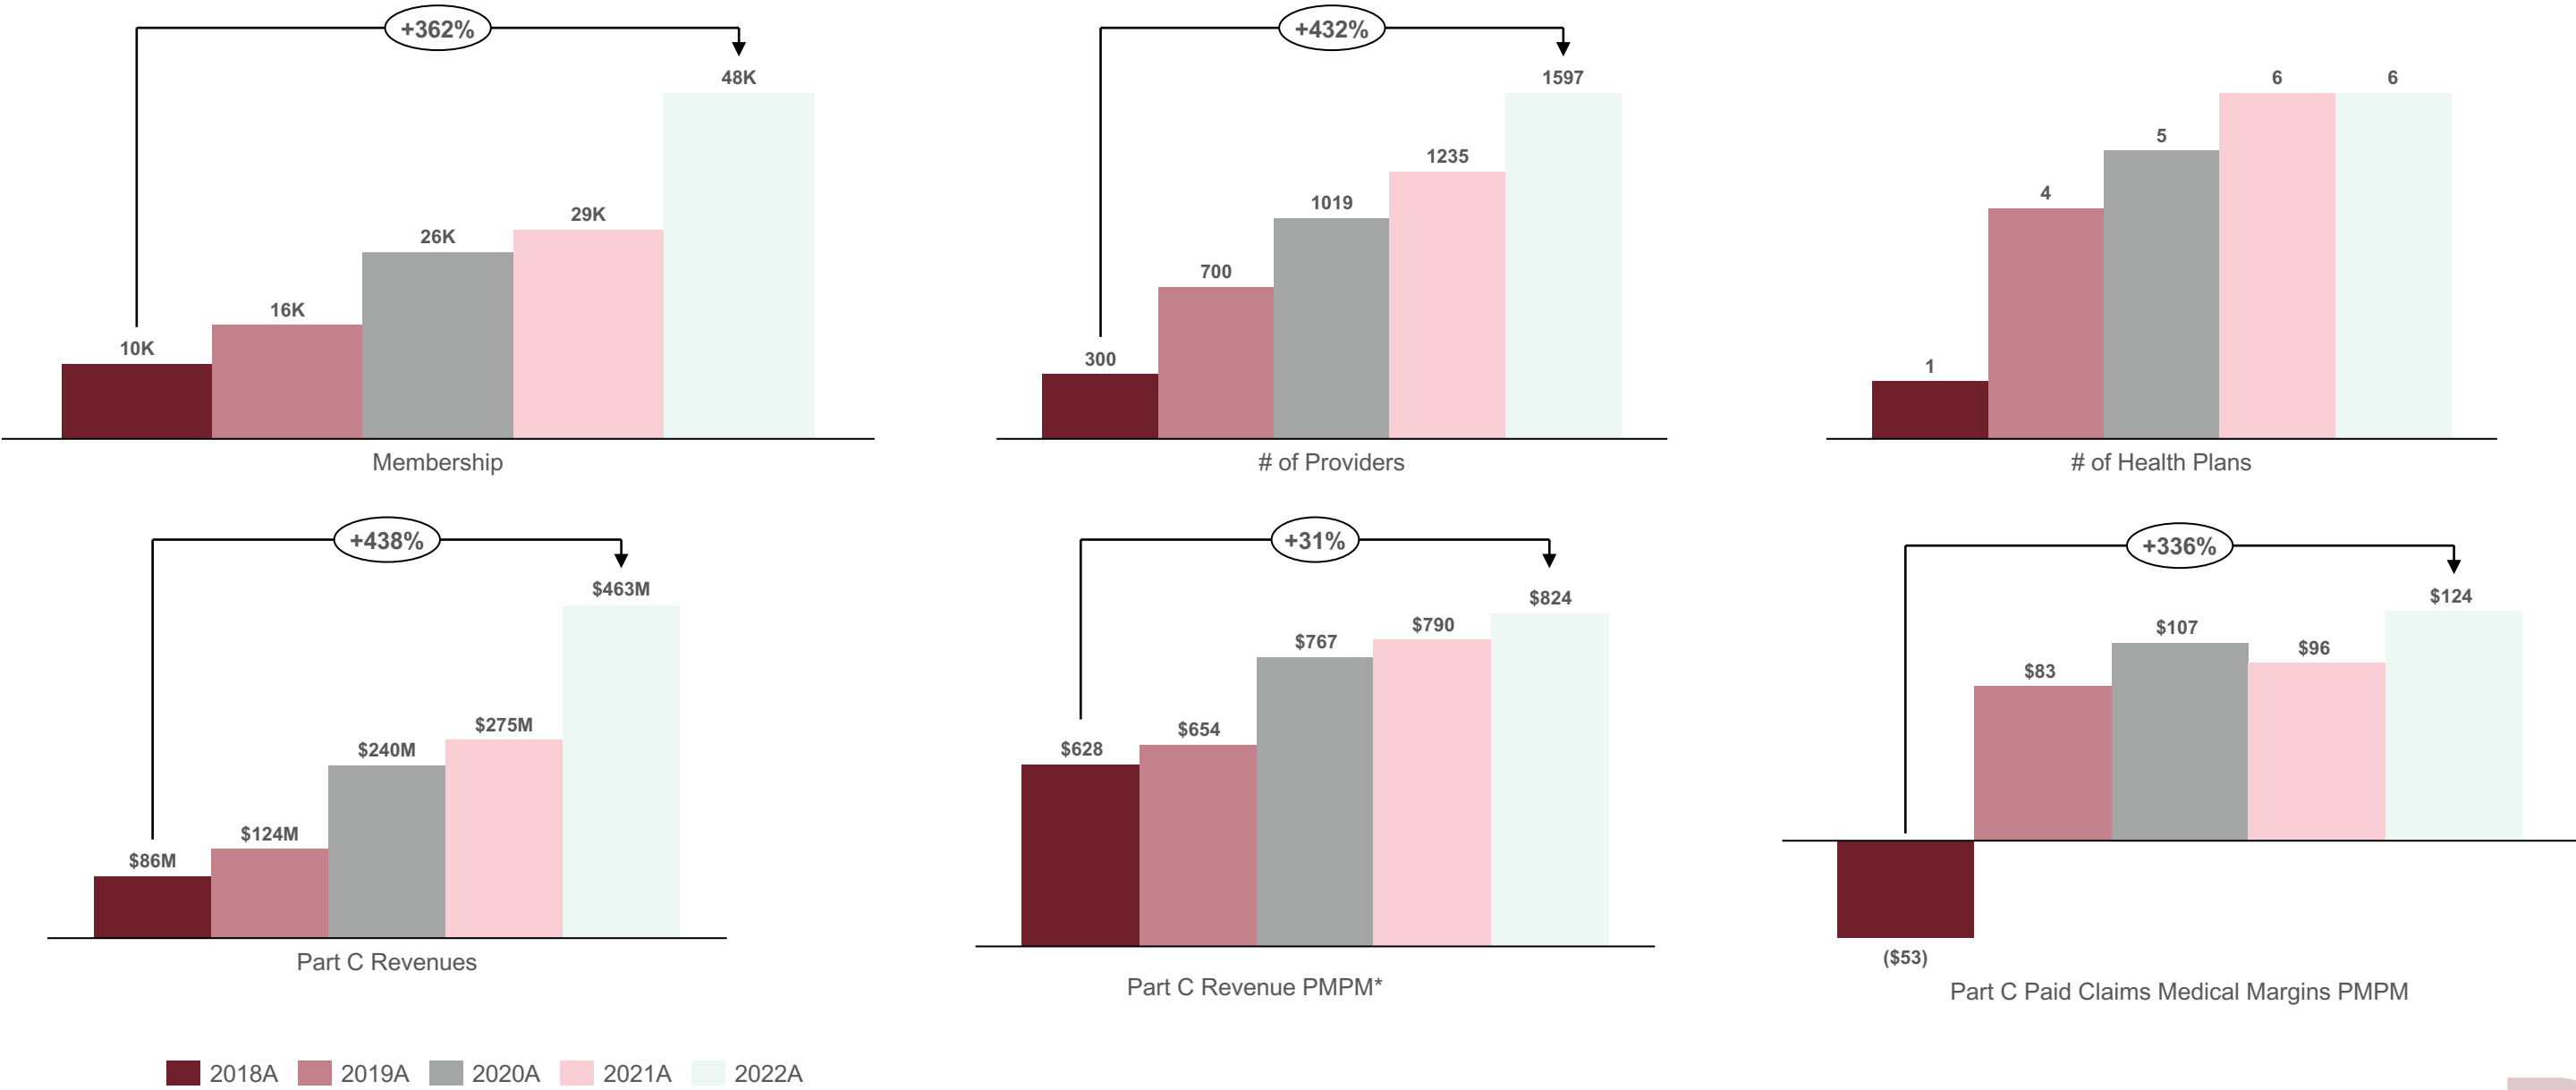 +362%
48K
29K
26K
16K
10K
Membership
+432%
1597
1235
1019
700
300
# of Providers
6
6
5
4
1
# of Health Plans
+438%
$463M
$275M
$240M
$124M
$86M
Part C Revenues
+31%
$824
$790
$767
$654
$628
Part C Revenue PMPM*
+336%
$124
$107
$96
$83
($53)
Part C Paid Claims Medical Margins PMPM
2018A 2019A 2020A 2021A 2022A